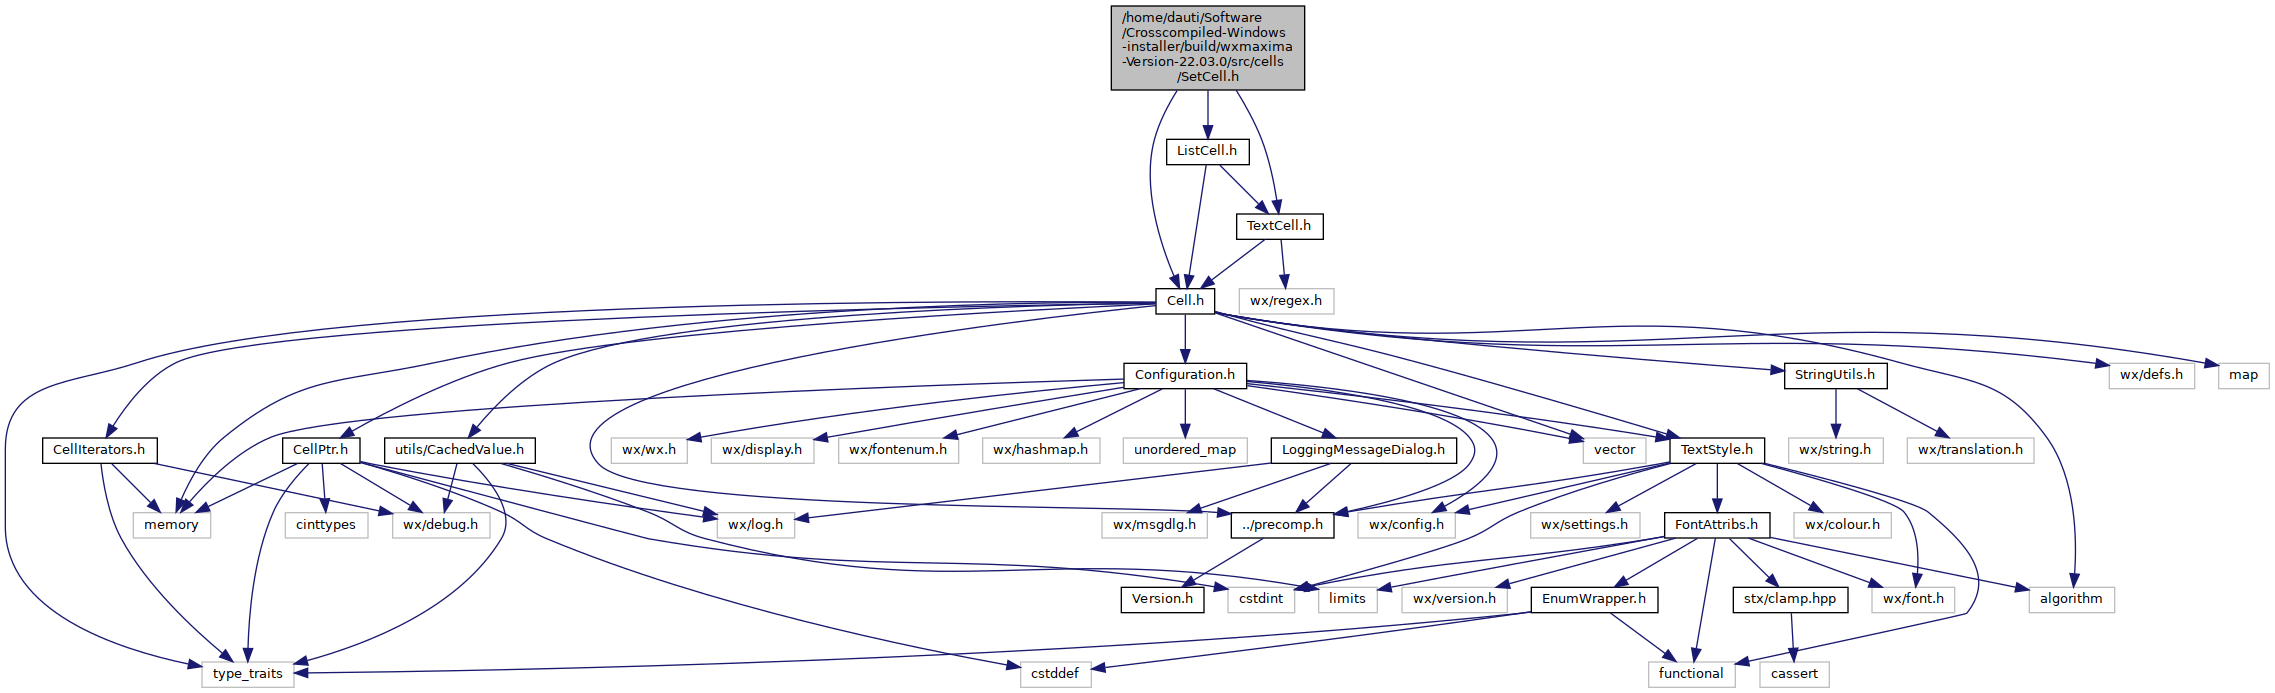 /home/dauti/Software
/Crosscompiled-Windows
-installer/build/wxmaxima
-Version-22.03.0/src/cells
/SetCell.h
ListCell.h
TextCell.h
Cell.h
wx/regex.h
Configuration.h
StringUtils.h
wx/defs.h
map
CellIterators.h
CellPtr.h
utils/CachedValue.h
wx/wx.h
wx/display.h
wx/fontenum.h
wx/hashmap.h
unordered_map
LoggingMessageDialog.h
vector
TextStyle.h
wx/string.h
wx/translation.h
memory
cinttypes
wx/debug.h
wx/log.h
wx/msgdlg.h
../precomp.h
wx/config.h
wx/settings.h
FontAttribs.h
wx/colour.h
Version.h
cstdint
limits
wx/version.h
EnumWrapper.h
stx/clamp.hpp
wx/font.h
algorithm
type_traits
cstddef
functional
cassert